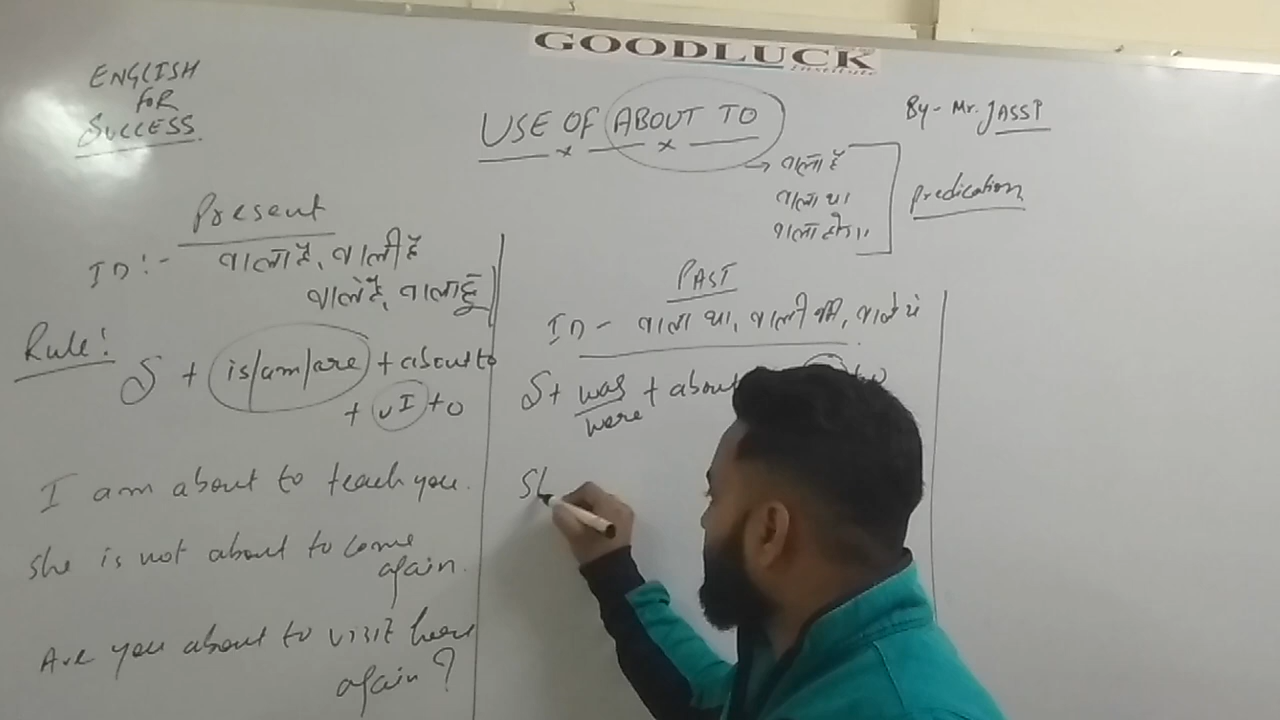 GOODLUCK
Institute
ENGLISH
FOR
SUCCESS.
USE OF ABOUT TO
By- Mr. JASSI
→ वाला है
वाला था
वाला होगा
Predication
Present
ID:- वाला है, वाली है
वाले है, वाला हूँ
Rule:
S + is/am/are + about to
+ vI + o
I am about to teach you.
She is not about to come
again.
Are you about to visit here
again?
PAST
ID - वाला था, वाली थी, वाले थे
S + was + about
were
+ o
Sh